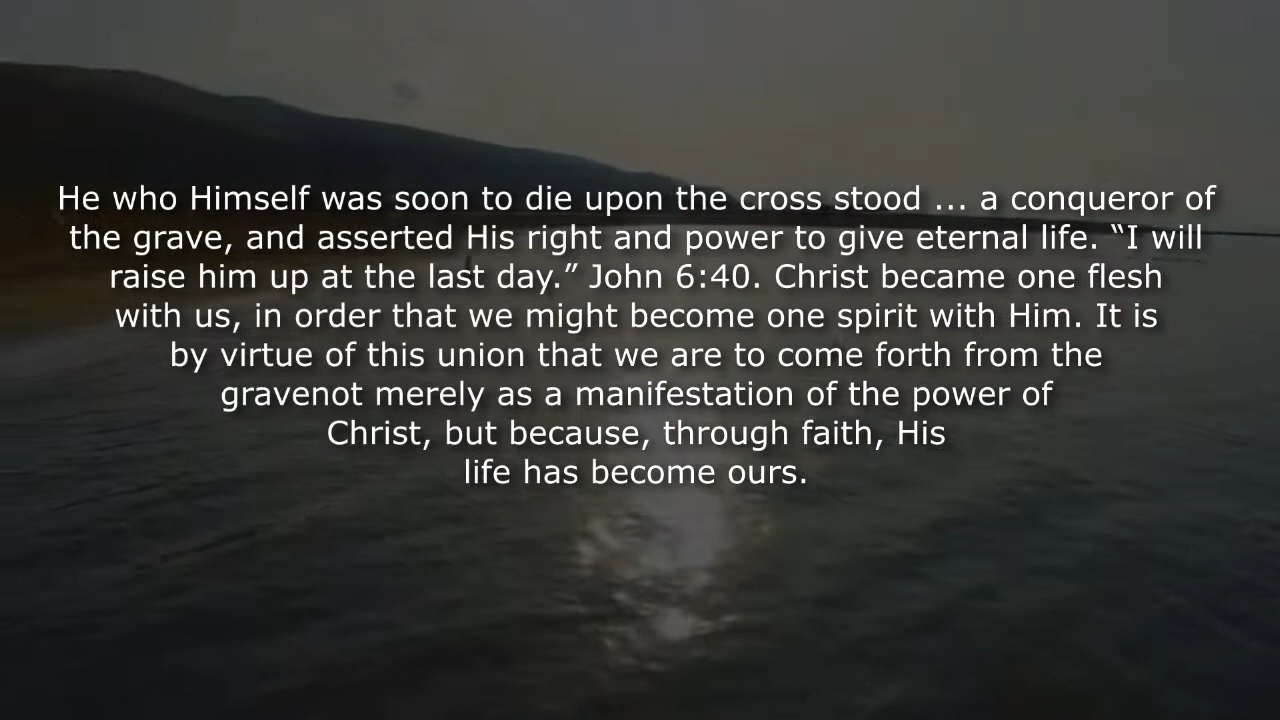 He who Himself was soon to die upon the cross stood ... a conqueror of
the grave, and asserted His right and power to give eternal life. “I will
raise him up at the last day.” John 6:40. Christ became one flesh
with us, in order that we might become one spirit with Him. It is
by virtue of this union that we are to come forth from the
gravenot merely as a manifestation of the power of
Christ, but because, through faith, His
life has become ours.